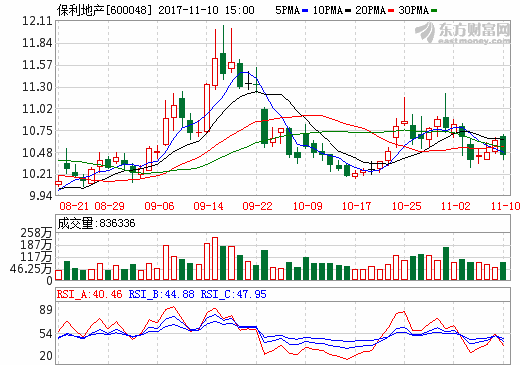 保利地产[600048] 2017-11-10 15:00 5PMA 10PMA 20PMA 30PMA
东方财富网
eastmoney.com
12.11
11.84
11.57
11.30
11.02
10.75
10.48
10.21
9.94
08-21 08-29 09-06 09-14 09-22 10-09 10-17 10-25 11-02 11-10
成交量:836336
258万
187万
117万
46.25万
0
RSI_A:40.46 RSI_B:44.88 RSI_C:47.95
89
54
20